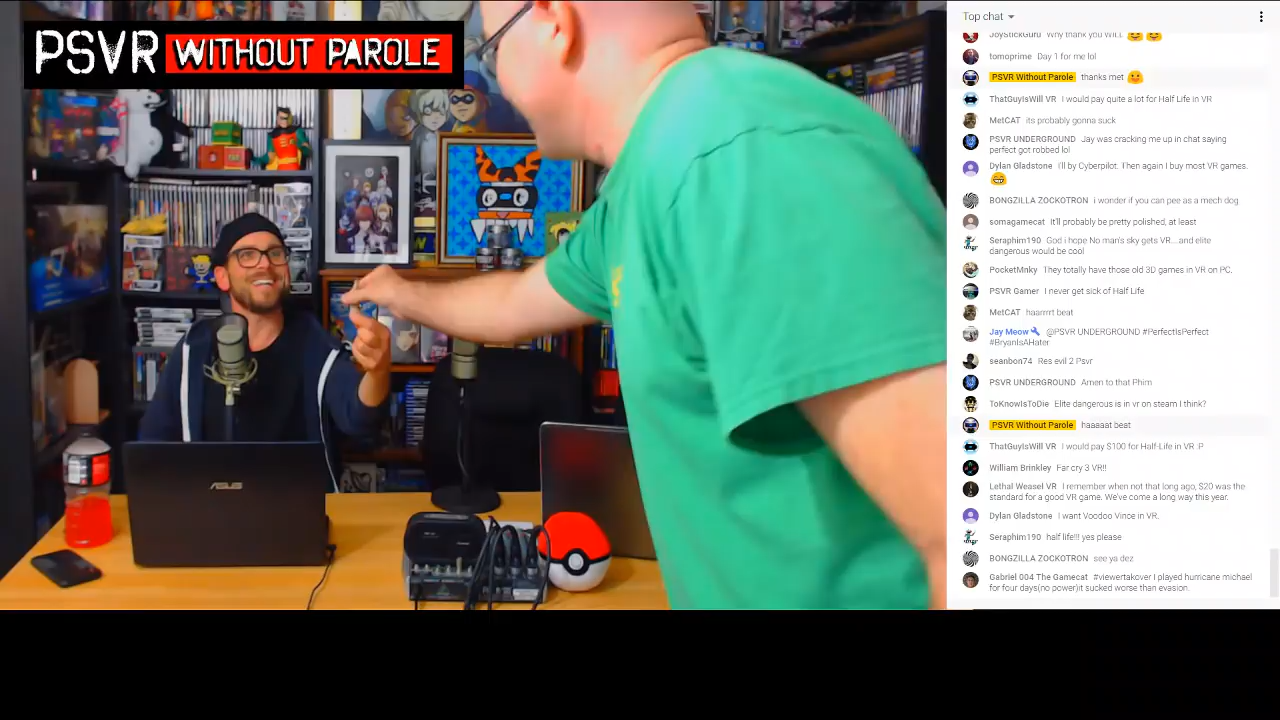 PSVR WITHOUT PAROLE
ASUS
Top chat
JoyStickGuru Why thank you WiLL
tomoprime Day 1 for me lol
PSVR Without Parole thanks met
ThatGuyIsWill VR I would pay quite a lot for Half Life in VR
MetCAT its probably gonna suck
PSVR UNDERGROUND Jay was cracking me up in chat saying
perfect got robbed lol
Dylan Gladstone I'll by Cyberpilot. Then again I buy most VR games.
BONGZILLA ZOCKOTRON i wonder if you can pee as a mech dog
somagamecat It'll probably be pretty polished, at least
Seraphim190 God i hope No man's sky gets VR....and elite
dangerous would be cool
PocketMnky They totally have those old 3D games in VR on PC.
PSVR Gamer I never get sick of Half Life
MetCAT haarrrt beat
Jay Meow @PSVR UNDERGROUND #PerfectIsPerfect
#BryanIsAHater
seanbon74 Res evil 2 Psvr
PSVR UNDERGROUND Amen to that Phim
ToKnowIsToDie Elite dangerous is in vr on steam I think?
PSVR Without Parole haaaaat beat
ThatGuyIsWill VR I would pay $100 for Half-Life in VR :P
William Brinkley Far cry 3 VR!!
Lethal Weasel VR I remember when not that long ago, $20 was the
standard for a good VR game. We've come a long way this year.
Dylan Gladstone I want Voodoo Vince in VR.
Seraphim190 half life!!! yes please
BONGZILLA ZOCKOTRON see ya dez
Gabriel 004 The Gamecat #viewertakover I played hurricane michael
for four days(no power)it sucked worse than evasion.